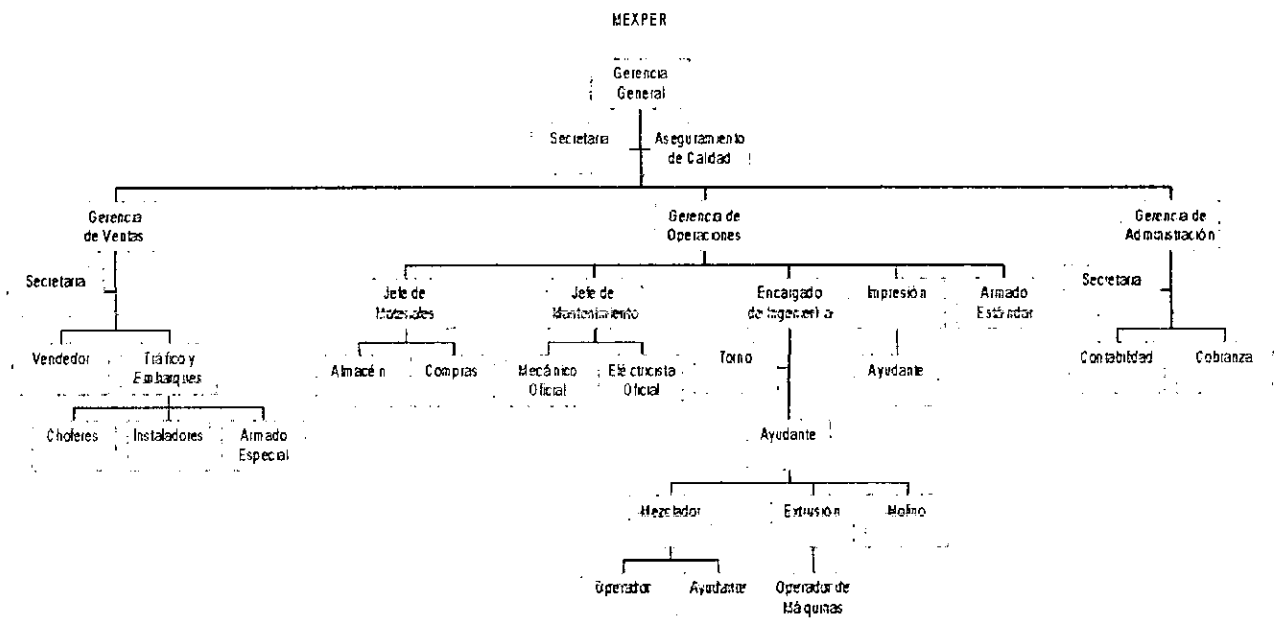 MEXPER
Gerencia
General
Secretaria
Aseguramiento
de Calidad
Gerencia
de Ventas
Gerencia de
Operaciones
Gerencia de
Administración
Secretaria
Jefe de
Materiales
Jefe de
Mantenimiento
Encargado
de Ingenieria
Impresión
Armado
Estándar
Secretaria
Vendedor
Tráfico y
Embarques
Almacén
Compras
Mecánico
Oficial
Eléctricista
Oficial
Torno
Ayudante
Contabilidad
Cobranza
Choferes
Instaladores
Armado
Especial
Ayudante
Mezclador
Extrusión
Molino
Operador
Ayudante
Operador de
Máquinas